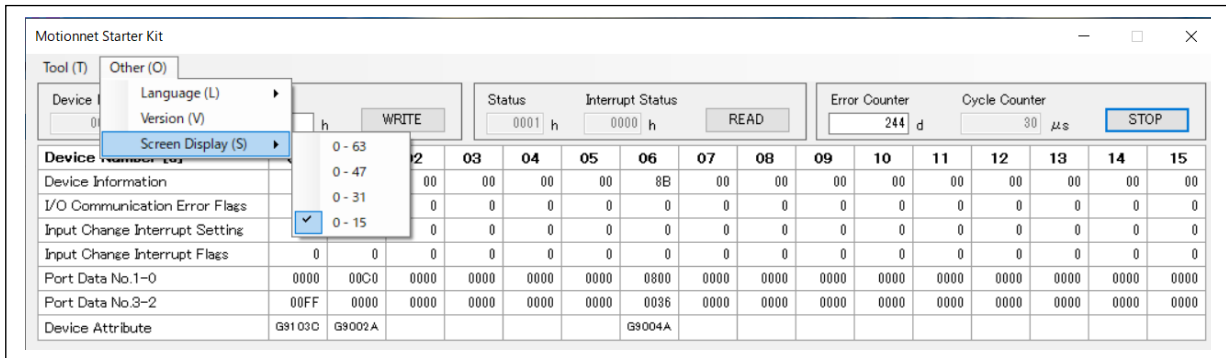 Motionnet Starter Kit
Tool (T) Other (O)
Language (L)
Version (V)
Screen Display (S)
0 - 63
0 - 47
0 - 31
0 - 15
Device
h WRITE
Status Interrupt Status
0001 h 0000 h READ
Error Counter Cycle Counter
244 d 30 μs STOP
Device Number [d] 02 03 04 05 06 07 08 09 10 11 12 13 14 15
Device Information 00 00 00 00 8B 00 00 00 00 00 00 00 00 00
I/O Communication Error Flags 0 0 0 0 0 0 0 0 0 0 0 0 0 0
Input Change Interrupt Setting 0 0 0 0 0 0 0 0 0 0 0 0 0 0
Input Change Interrupt Flags 0 0 0 0 0 0 0 0 0 0 0 0 0 0 0 0
Port Data No.1-0 0000 00C0 0000 0000 0000 0000 0800 0000 0000 0000 0000 0000 0000 0000 0000 0000
Port Data No.3-2 00FF 0000 0000 0000 0000 0000 0036 0000 0000 0000 0000 0000 0000 0000 0000 0000
Device Attribute G9103C G9002A G9004A